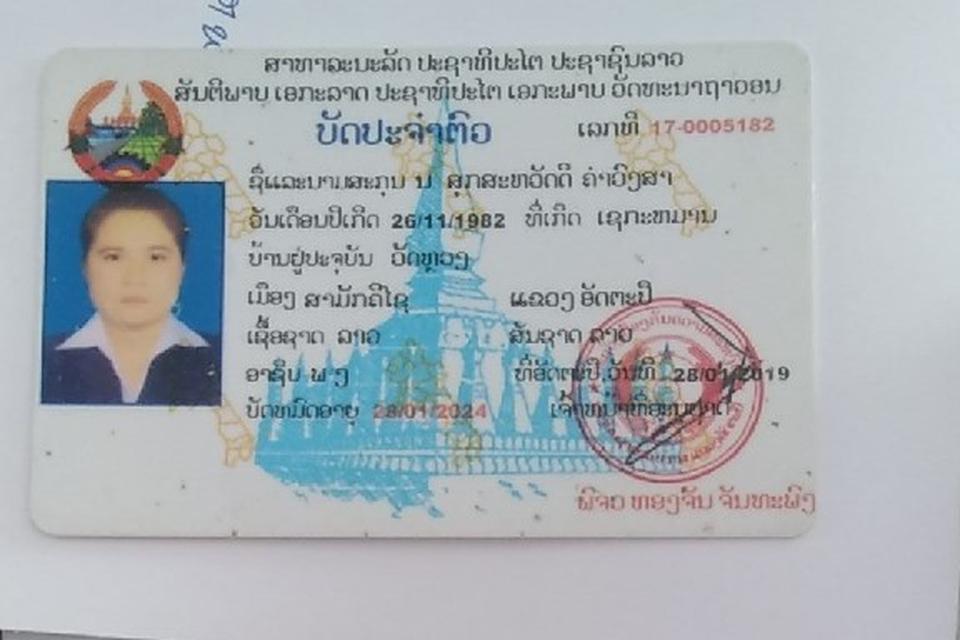 ສາທາລະນະລັດ ປະຊາທິປະໄຕ ປະຊາຊົນລາວ
ສັນຕິພາບ ເອກະລາດ ປະຊາທິປະໄຕ ເອກະພາບ ວັດທະນາຖາວອນ
ບັດປະຈຳຕົວ ເລກທີ 17-0005182
ຊື່ແລະນາມສະກຸນ ນ ສຸກສະຫວັດດີ ຄຳວົງສາ
ວັນເດືອນປີເກີດ 26/11/1982 ທີ່ເກີດ ເຊກະຫມານ
ບ້ານຢູ່ປະຈຸບັນ ວັດຫຼວງ
ເມືອງ ສາມັກຄີໄຊ ແຂວງ ອັດຕະປື
ເຊື້ອຊາດ ລາວ ສັນຊາດ ລາວ
ອາຊີບ ພ ງ ທີ່ອັດຕະປື,ວັນທີ 28/01/2019
ບັດຫມົດອາຍຸ 28/01/2024 ເຈົ້າຫນ້າທີ່ອະນຸຍາດ
ພົຈວ ທອງຈັນ ຈັນທະພົງ